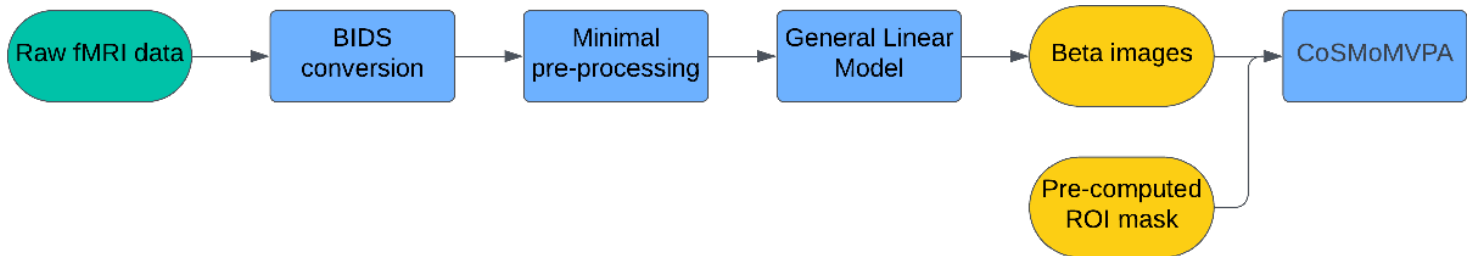 Raw fMRI data
BIDS
conversion
Minimal
pre-processing
General Linear
Model
Beta images
CoSMoMVPA
Pre-computed
ROI mask